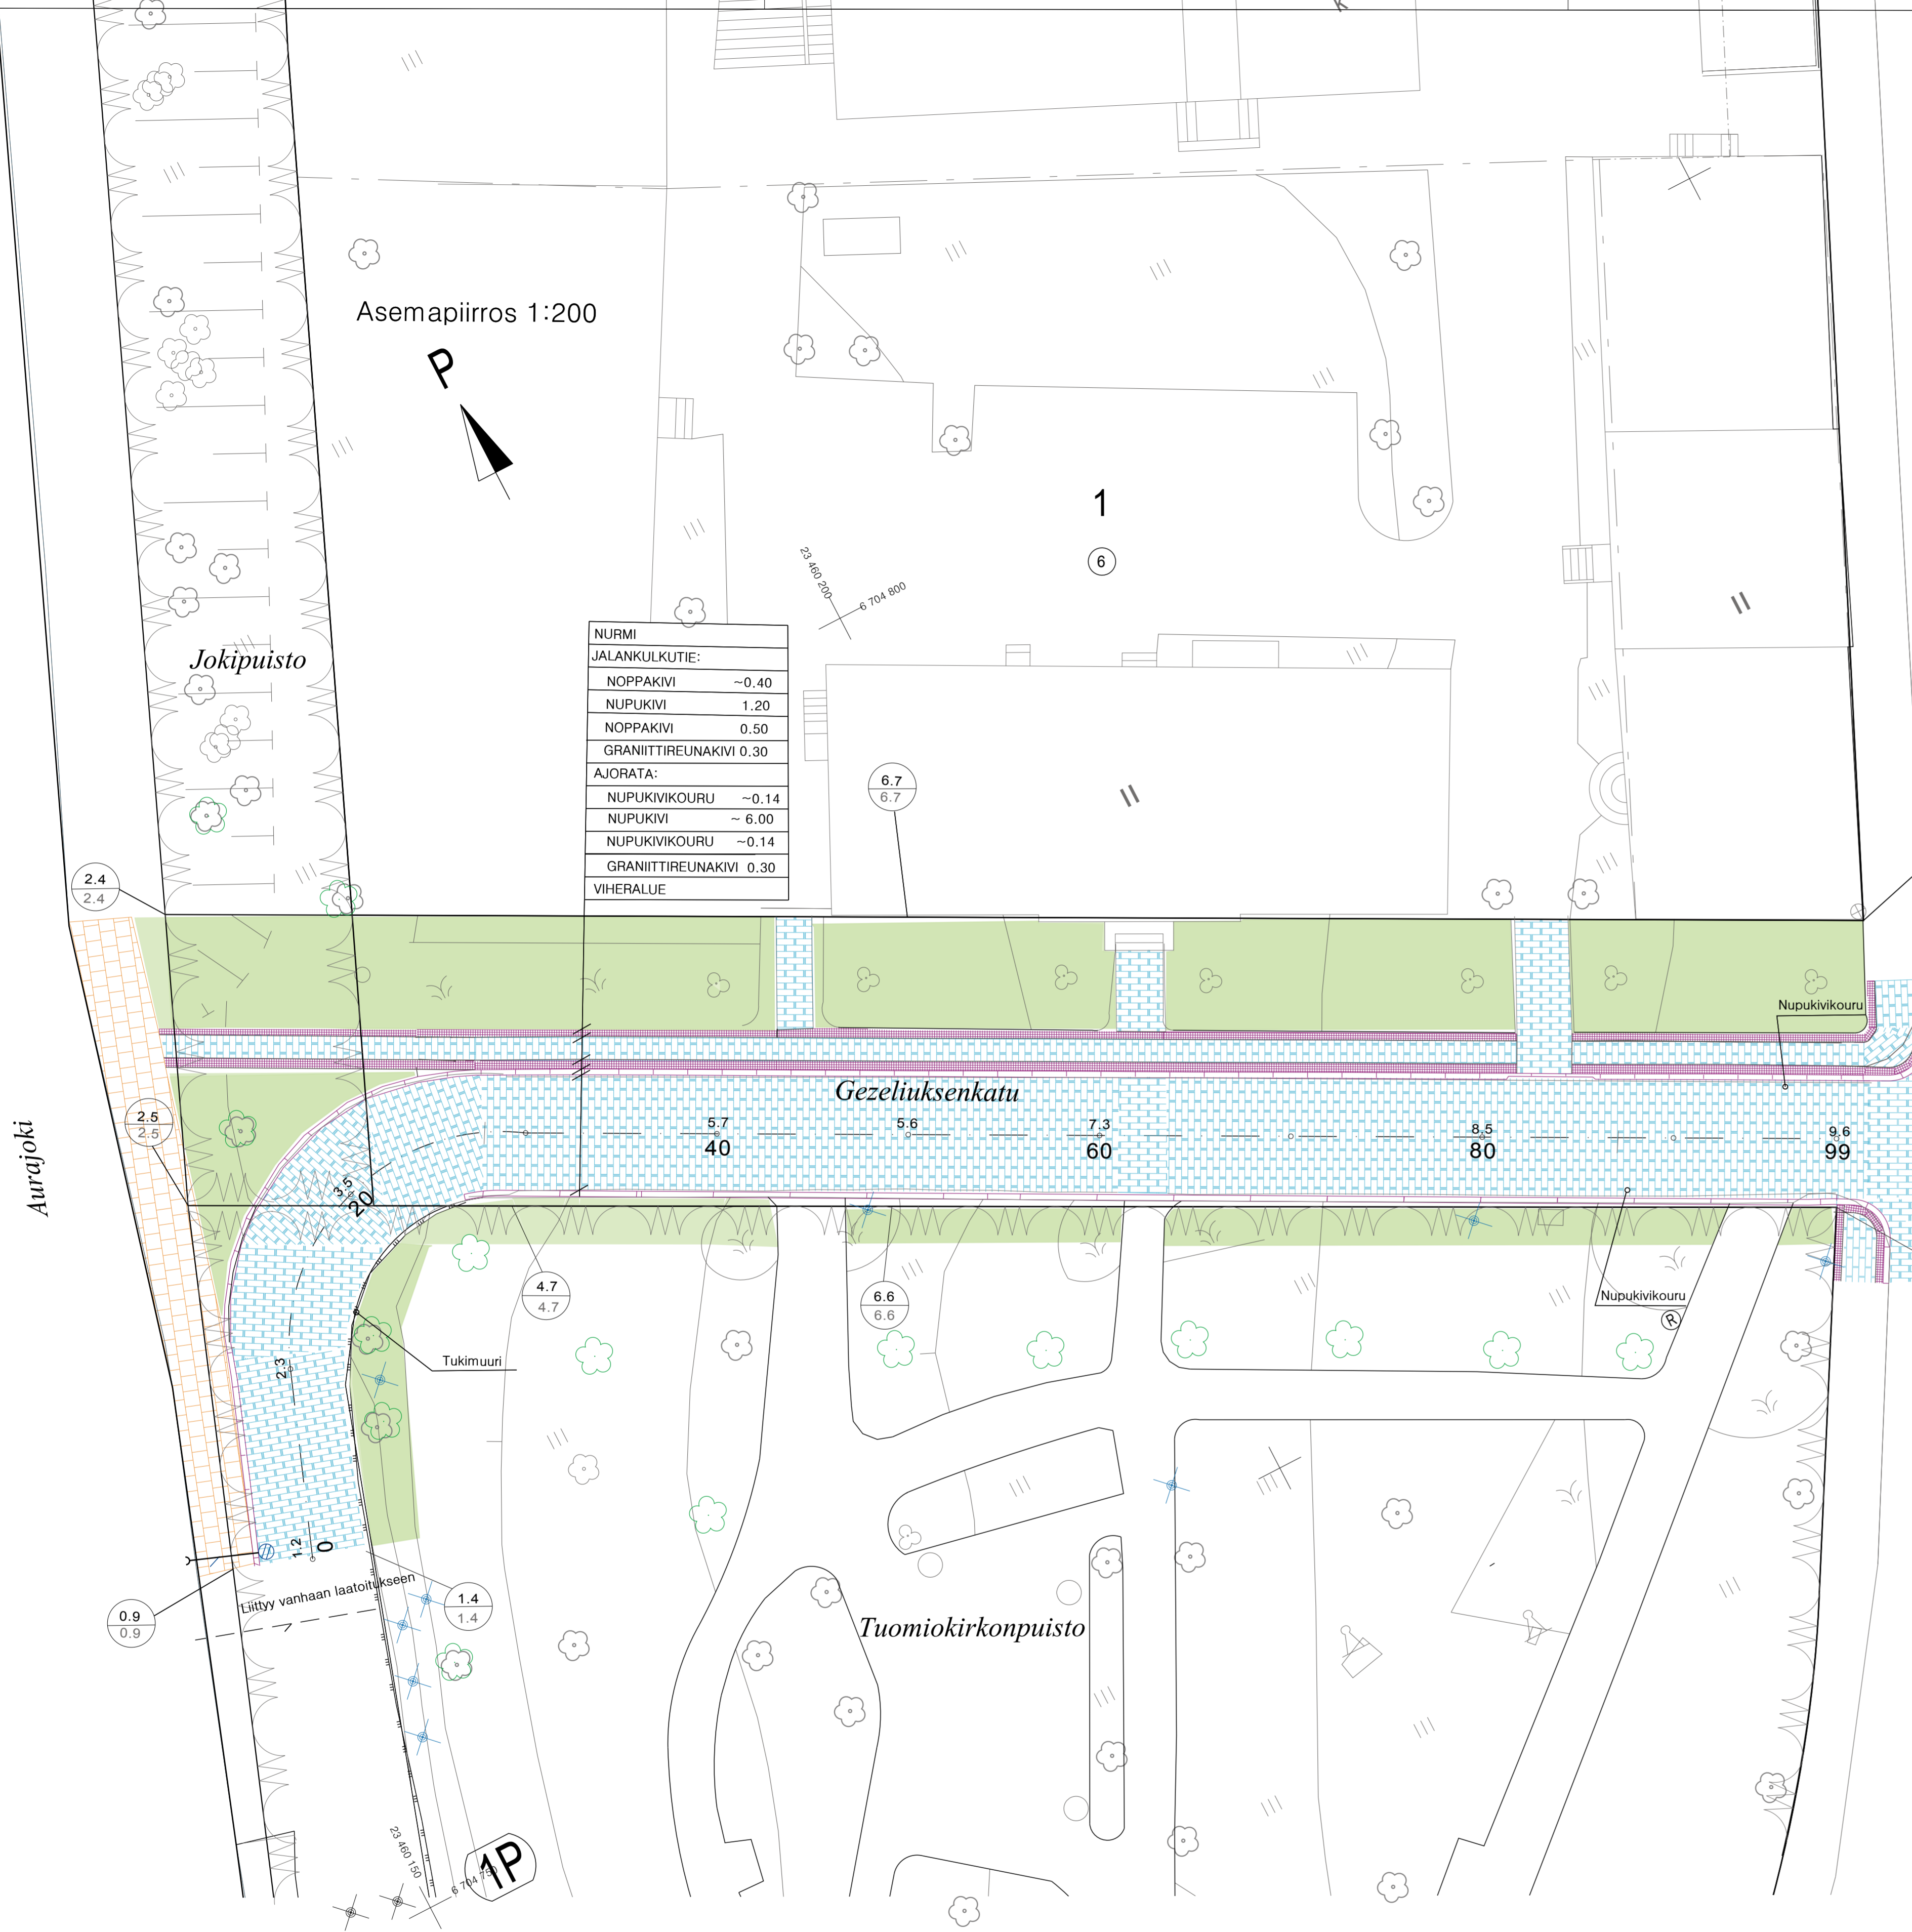 K
Asemapiirros 1:200
P
1
6
23 460 200
6 704 800
Jokipuisto
NURMI
JALANKULKUTIE:
NOPPAKIVI ~0.40
NUPUKIVI 1.20
NOPPAKIVI 0.50
GRANIITTIREUNAKIVI 0.30
AJORATA:
NUPUKIVIKOURU ~0.14
NUPUKIVI ~ 6.00
NUPUKIVIKOURU ~0.14
GRANIITTIREUNAKIVI 0.30
VIHERALUE
II
II
6.7
6.7
2.4
2.4
Nupukivikouru
Gezeliuksenkatu
2.5
2.5
5.7
5.6
7.3
8.5
9.6
40
60
80
99
Aurajoki
3.5
20
4.7
4.7
6.6
6.6
Nupukivikouru
R
Tukimuuri
2.3
1.2
0
Liittyy vanhaan laatoitukseen
0.9
0.9
1.4
1.4
Tuomiokirkonpuisto
23 460 150
6 704 750
1P